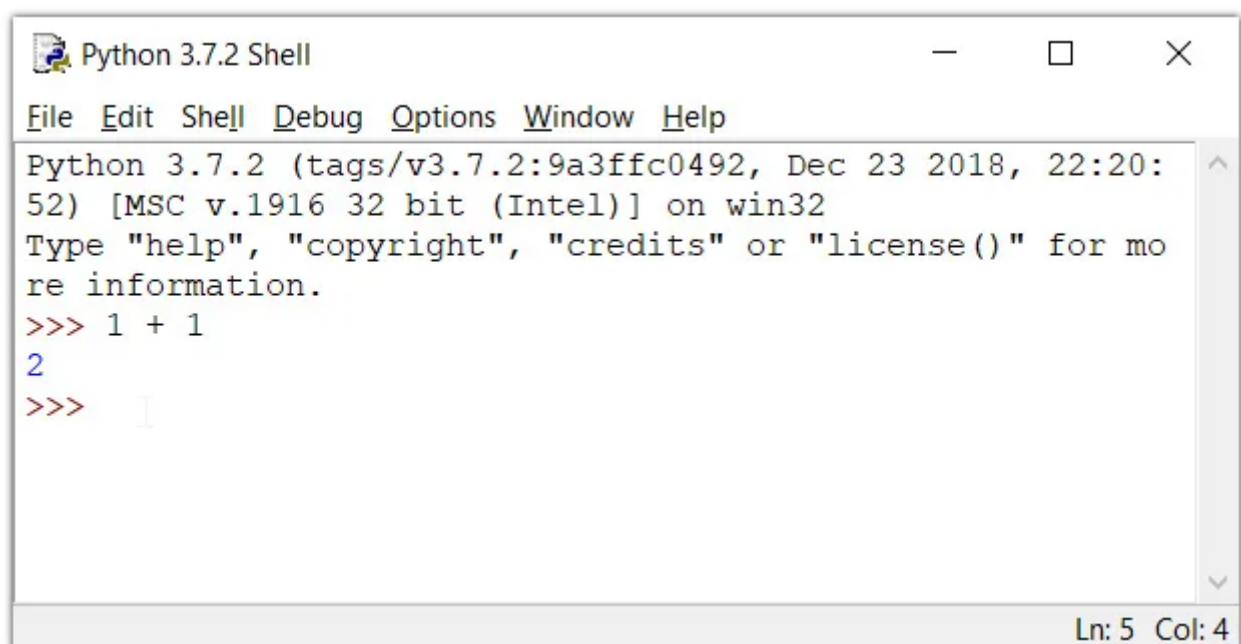 Python 3.7.2 Shell
File Edit Shell Debug Options Window Help
Python 3.7.2 (tags/v3.7.2:9a3ffc0492, Dec 23 2018, 22:20:
52) [MSC v.1916 32 bit (Intel)] on win32
Type "help", "copyright", "credits" or "license()" for mo
re information.
>>> 1 + 1
2
>>>
Ln: 5 Col: 4